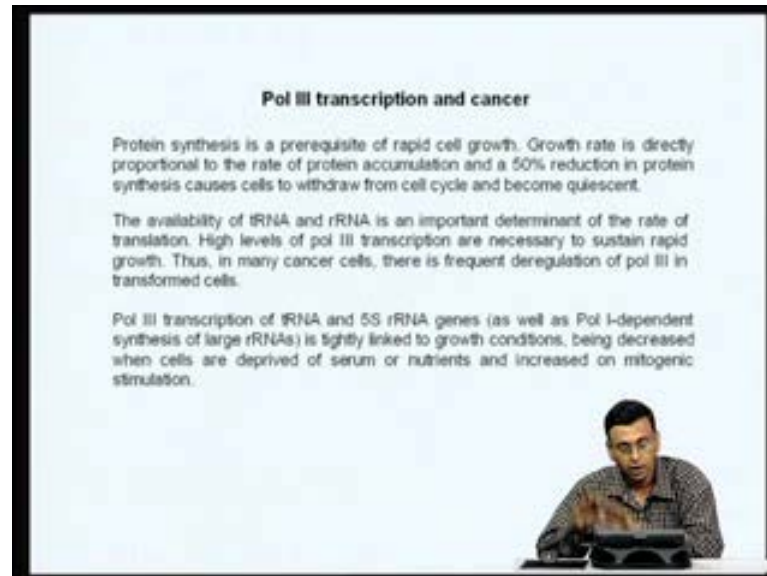 Pol III transcription and cancer
Protein synthesis is a prerequisite of rapid cell growth. Growth rate is directly
proportional to the rate of protein accumulation and a 50% reduction in protein
synthesis causes cells to withdraw from cell cycle and become quiescent.
The availability of tRNA and rRNA is an important determinant of the rate of
translation. High levels of pol III transcription are necessary to sustain rapid
growth. Thus, in many cancer cells, there is frequent deregulation of pol III in
transformed cells.
Pol III transcription of tRNA and 5S rRNA genes (as well as Pol I-dependent
synthesis of large rRNAs) is tightly linked to growth conditions, being decreased
when cells are deprived of serum or nutrients and increased on mitogenic
stimulation.